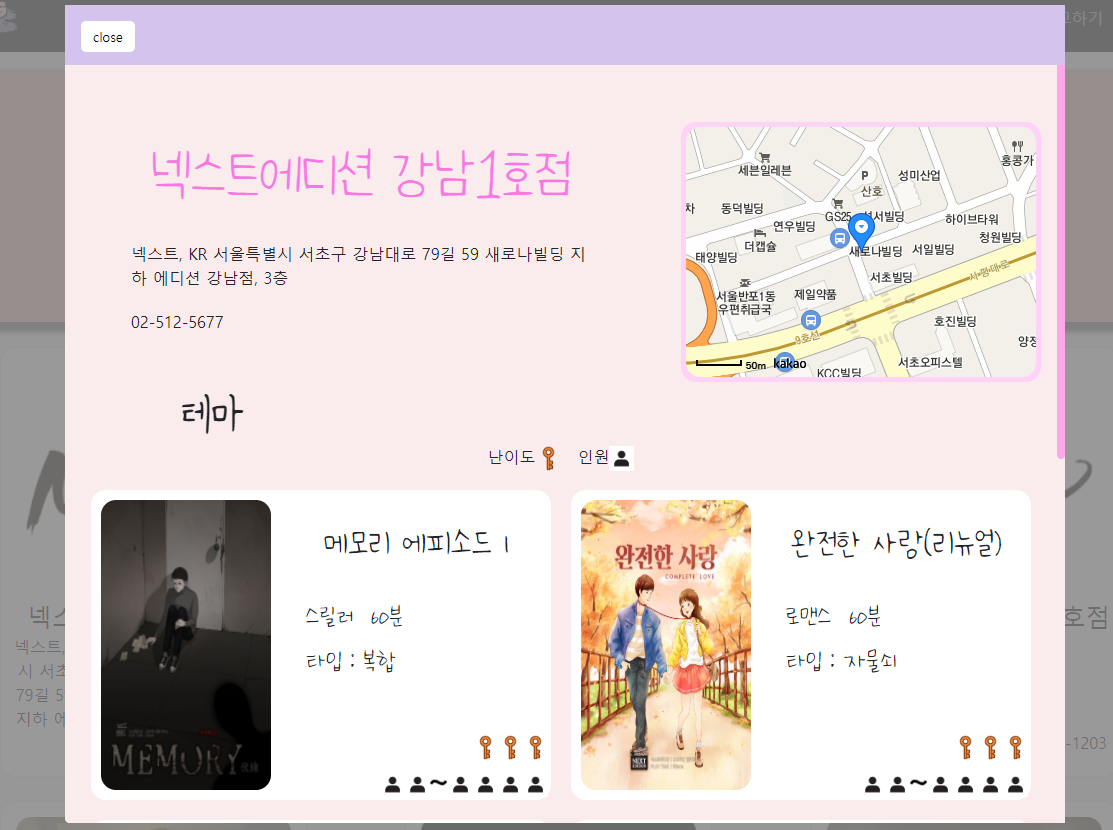 고하기
close
넥스트에디션 강남1호점
넥스트, KR 서울특별시 서초구 강남대로 79길 59 새로나빌딩 지
하 에디션 강남점, 3층
02-512-5677
세븐일레븐
홍콩가
P
산호
성미산업
차
동덕빌딩
GS25
연우빌딩
하이브타워
더캡슐
청원빌딩
새로나빌딩
서일빌딩
태양빌딩
서초빌딩
서울반포1동
우편취급국
제일약품
사평대로
호진빌딩
9호선
양정
50m
kakao
KCC빌딩
서초오피스텔
테마
난이도
인원
메모리 에피소드 1
스릴러 60분
타입 : 복합
MEMORY
~
완전한 사랑(리뉴얼)
로맨스 60분
타입 : 자물쇠
완전한 사랑
COMPLETE LOVE
NEXT
EDITION
~
넥스
호점
넥스트,
시 서초
79길 5
지하 에
-1203